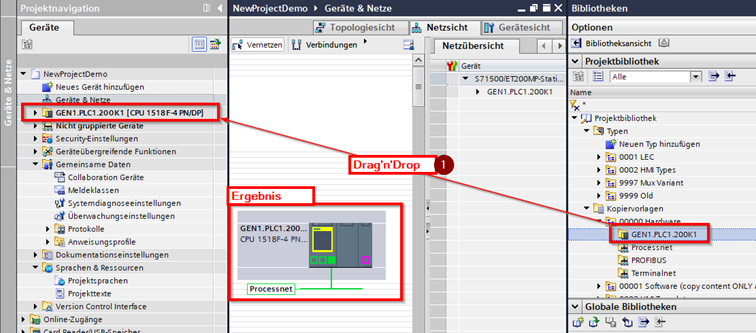 Projektnavigation
Geräte
NewProjectDemo
Neues Gerät hinzufügen
Geräte & Netze
GEN1.PLC1.200K1 [CPU 1518F-4 PN/DP]
Nicht gruppierte Geräte
Security-Einstellungen
Geräteübergreifende Funktionen
Gemeinsame Daten
Collaboration Geräte
Meldeklassen
Systemdiagnoseeinstellungen
Überwachungseinstellungen
Protokolle
Anweisungsprofile
Dokumentationseinstellungen
Sprachen & Ressourcen
Projektsprachen
Projekttexte
Version Control Interface
Online-Zugänge
Card Reader/USB-Speicher
Geräte & Netze
NewProjectDemo ▸ Geräte & Netze
Topologiesicht
Netzsicht
Gerätesicht
Vernetzen
Verbindungen
Netzübersicht
Gerät
S71500/ET200MP-Stati...
GEN1.PLC1.200K1
Drag'n'Drop 1
Ergebnis
GEN1.PLC1.200...
CPU 1518F-4 PN...
Processnet
Bibliotheken
Optionen
Bibliotheksansicht
Projektbibliothek
Alle
Name
Projektbibliothek
Typen
Neuen Typ hinzufügen
0001 LEC
0002 HMI Types
9997 Mux Variant
9999 Old
Kopiervorlagen
00000 Hardware
GEN1.PLC1.200K1
Processnet
PROFIBUS
Terminalnet
00001 Software (copy content ONLY
Globale Bibliotheken